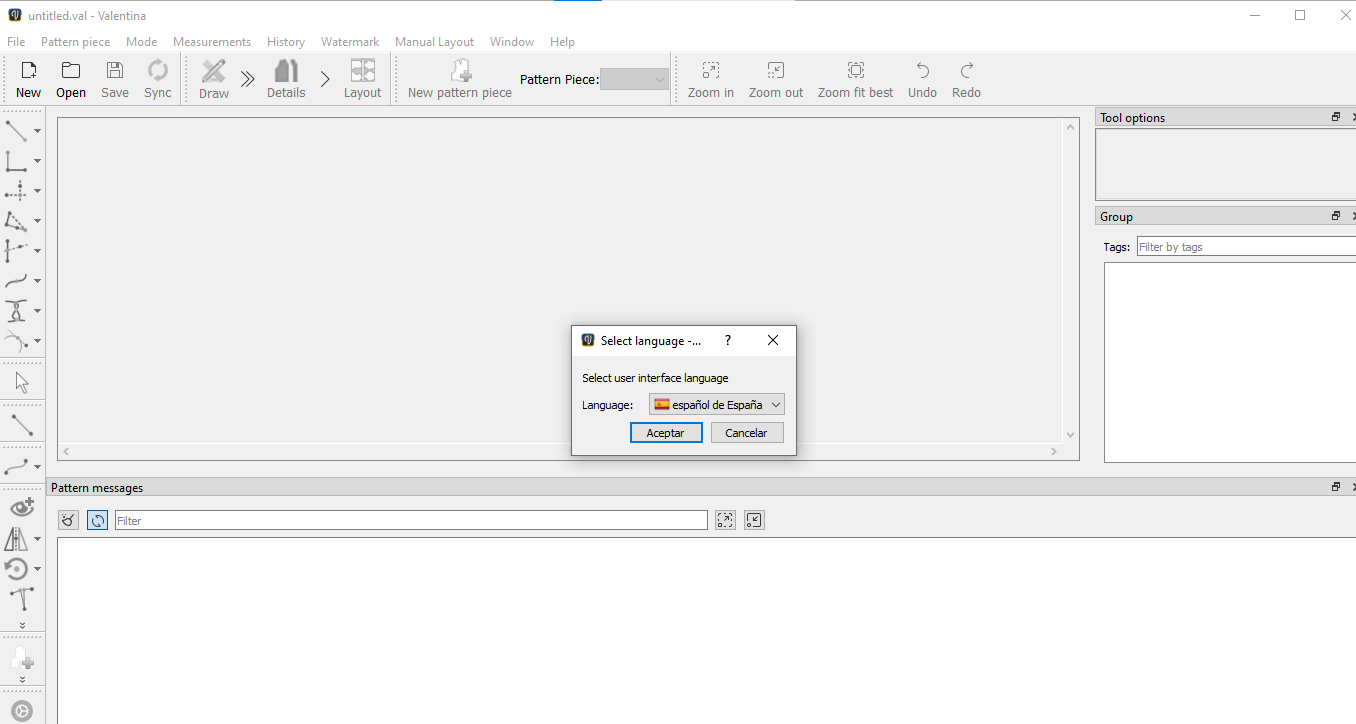 untitled.val - Valentina
File Pattern piece Mode Measurements History Watermark Manual Layout Window Help
New Open Save Sync Draw Details Layout New pattern piece Pattern Piece: Zoom in Zoom out Zoom fit best Undo Redo
Tool options
Group
Tags: Filter by tags
Select language -...
Select user interface language
Language: español de España
Aceptar Cancelar
Pattern messages
Filter